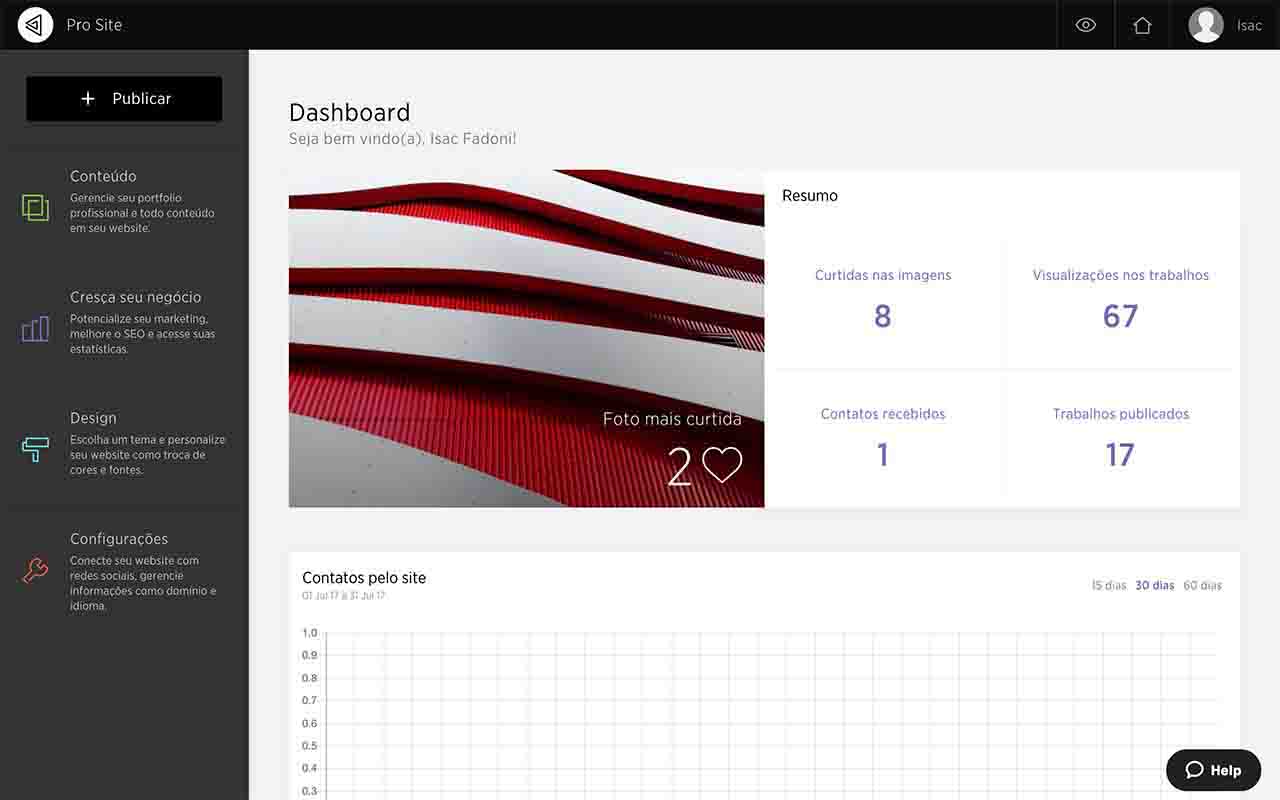 Pro Site
Isac
+ Publicar
Conteúdo
Gerencie seu portfolio
profissional e todo conteúdo
em seu website.
Cresça seu negócio
Potencialize seu marketing,
melhore o SEO e acesse suas
estatísticas.
Design
Escolha um tema e personalize
seu website como troca de
cores e fontes.
Configurações
Conecte seu website com
redes sociais, gerencie
informações como domínio e
idioma.
Dashboard
Seja bem vindo(a), Isac Fadoni!
Foto mais curtida
2
Resumo
Curtidas nas imagens
8
Visualizações nos trabalhos
67
Contatos recebidos
1
Trabalhos publicados
17
Contatos pelo site
01 Jul 17 à 31 Jul 17
15 dias 30 dias 60 dias
1.0
0.9
0.8
0.7
0.6
0.5
0.4
0.3
Help